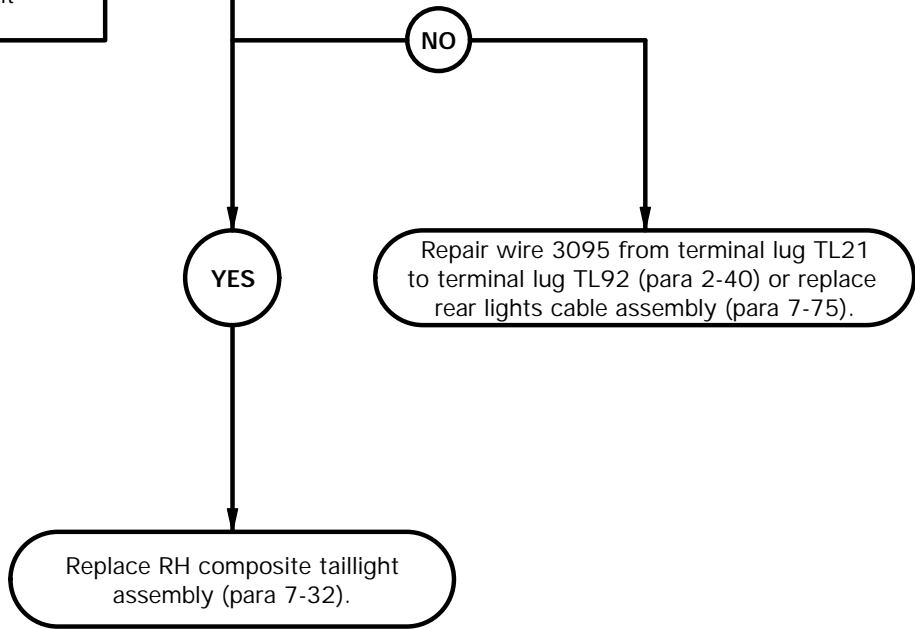 NO
YES
Repair wire 3095 from terminal lug TL21
to terminal lug TL92 (para 2-40) or replace
rear lights cable assembly (para 7-75).
Replace RH composite taillight
assembly (para 7-32).